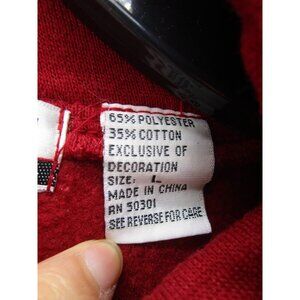 65% POLYESTER
35% COTTON
EXCLUSIVE OF
DECORATION
SIZE: L
MADE IN CHINA
RN 50301
SEE REVERSE FOR CARE